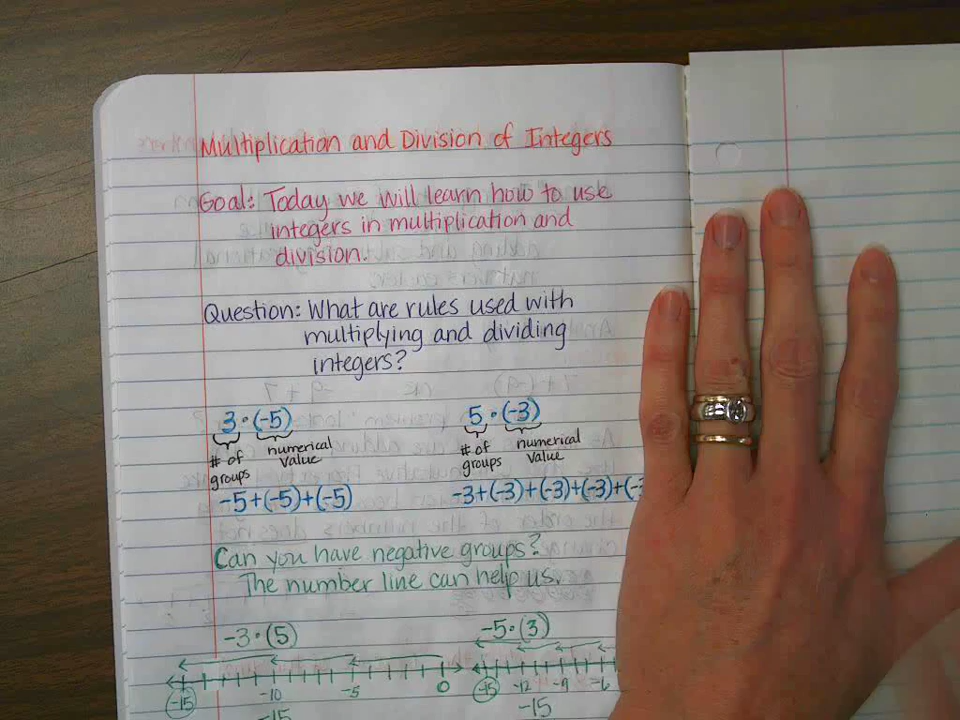 Multiplication and Division of Integers
Goal: Today we will learn how to use
integers in multiplication and
division.
Question: What are rules used with
multiplying and dividing
integers?
3 · (-5)
# of groups
numerical value
-5+(-5)+(-5)
5 · (-3)
# of groups
numerical value
-3+(-3)+(-3)+(-3)+(-3
Can you have negative groups?
The number line can help us.
-3 · (5)
-15 -10 -5 0
-15
-5 · (3)
-15 -12 -9 -6
-15